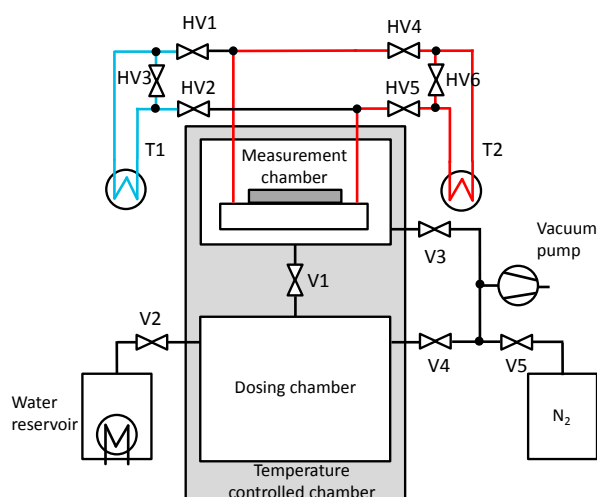 HV1
HV4
HV3
HV2
HV5
HV6
T1
Measurement
chamber
T2
V3
Vacuum
pump
V1
V2
V4
V5
Water
reservoir
Dosing chamber
N2
Temperature
controlled chamber